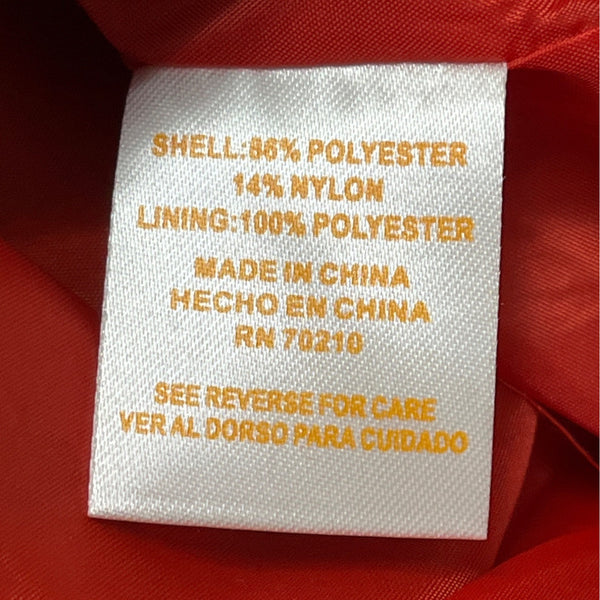 SHELL:86% POLYESTER
14% NYLON
LINING:100% POLYESTER
MADE IN CHINA
HECHO EN CHINA
RN 70210
SEE REVERSE FOR CARE
VER AL DORSO PARA CUIDADO